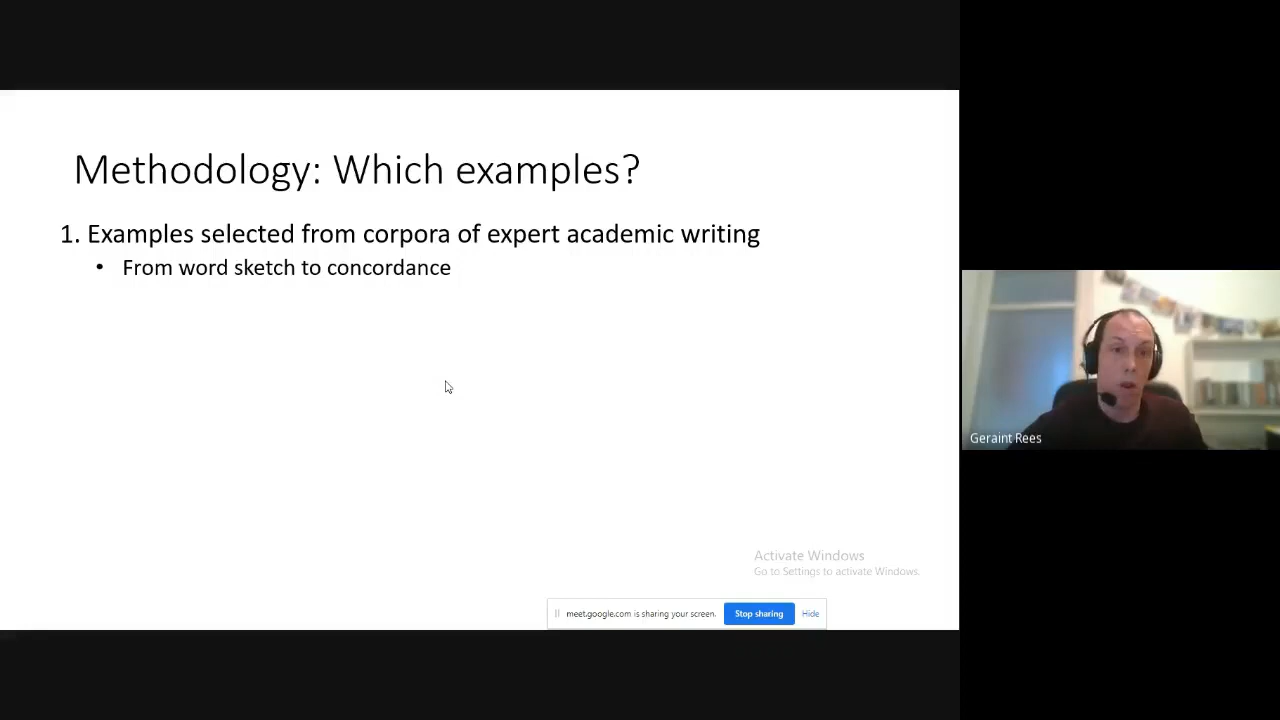 Methodology: Which examples?
1. Examples selected from corpora of expert academic writing
• From word sketch to concordance
Geraint Rees
Activate Windows
Go to Settings to activate Windows.
meet.google.com is sharing your screen. Stop sharing Hide